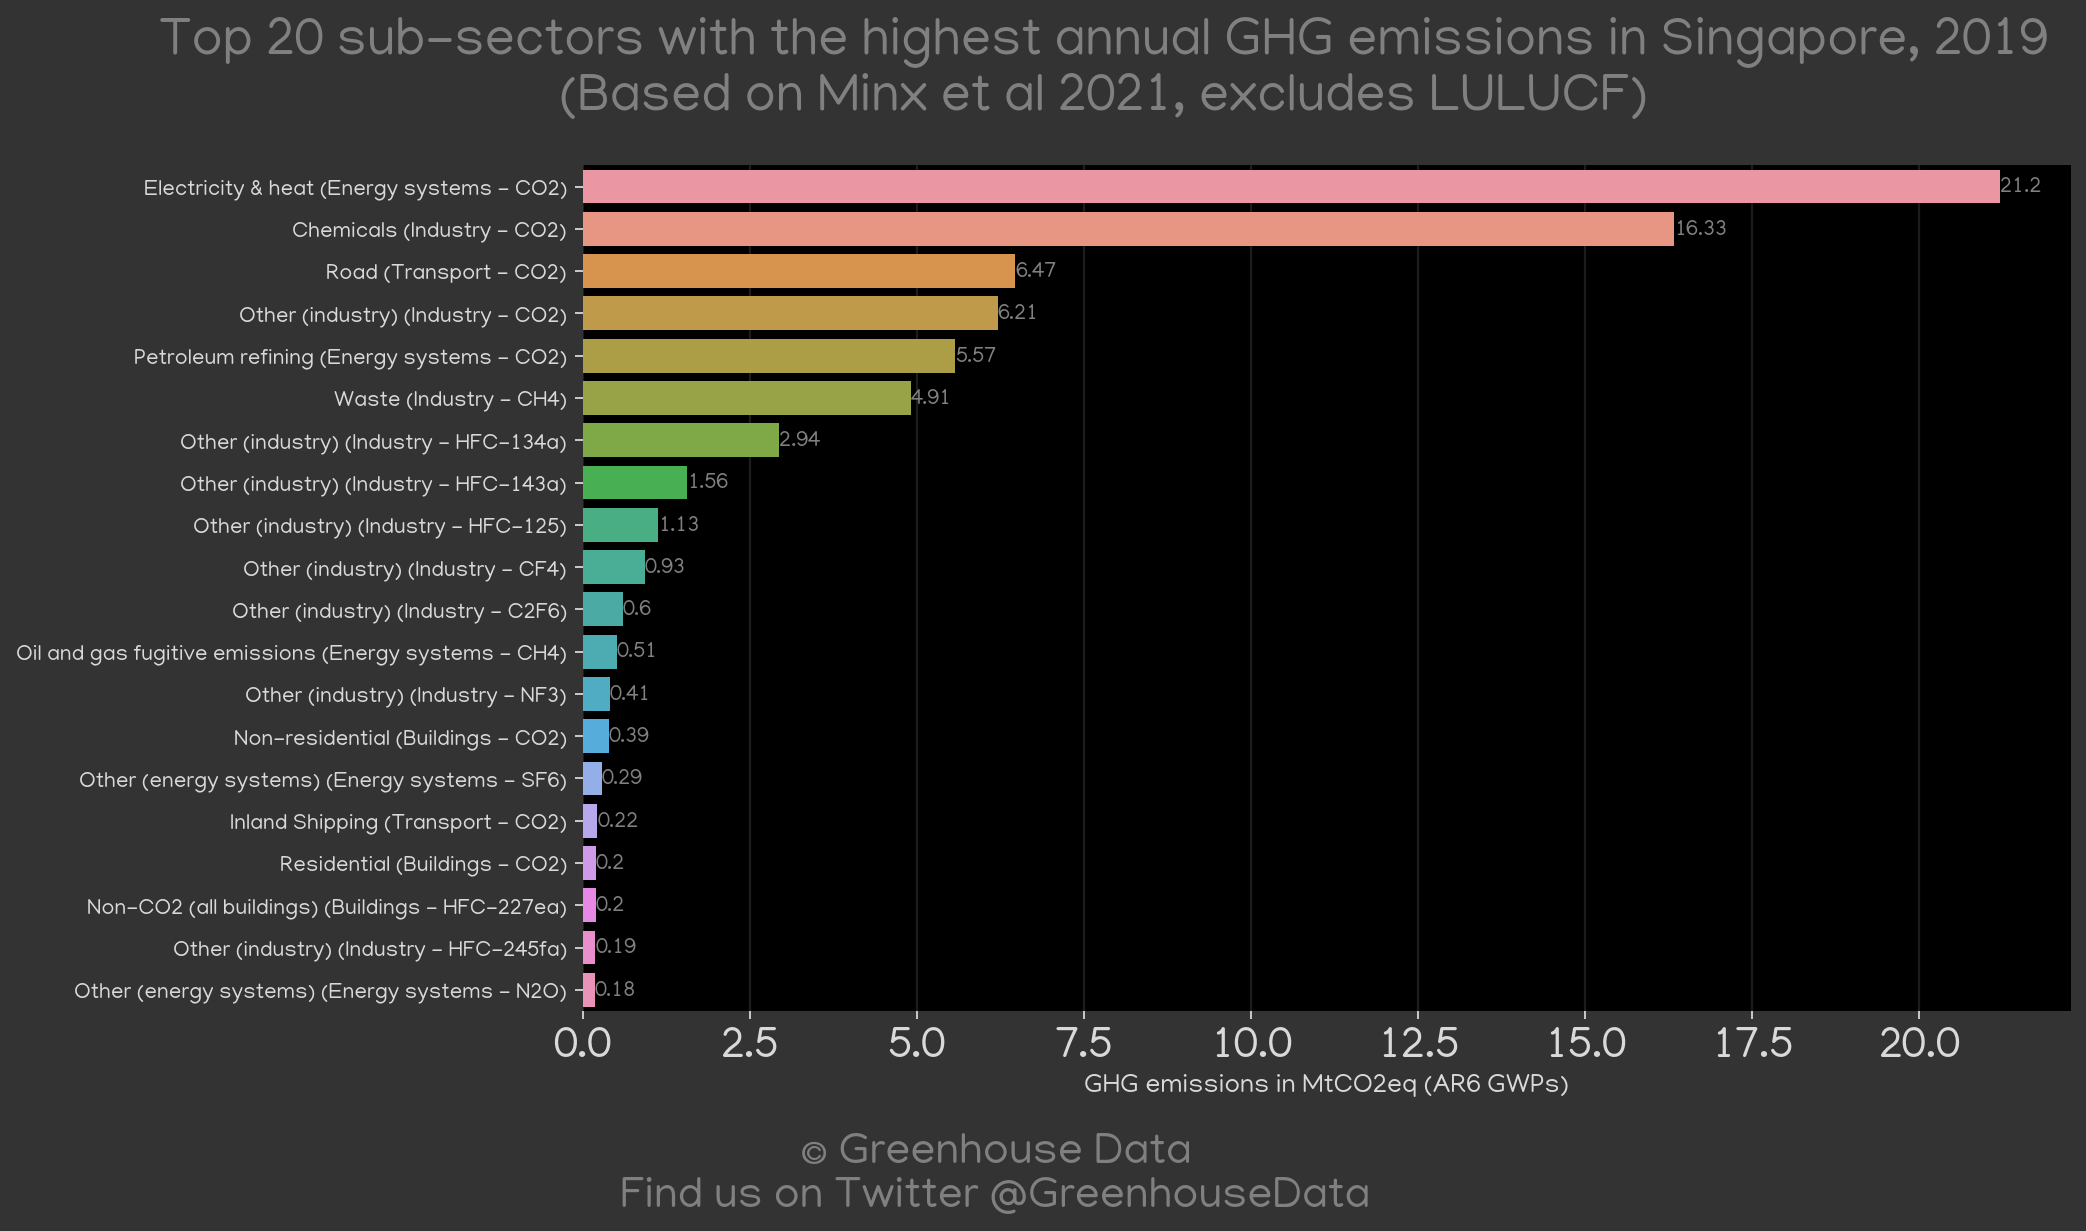 Top 20 sub-sectors with the highest annual GHG emissions in Singapore, 2019
(Based on Minx et al 2021, excludes LULUCF)
Electricity & heat (Energy systems - CO2) 21.2
Chemicals (Industry - CO2) 16.33
Road (Transport - CO2) 6.47
Other (industry) (Industry - CO2) 6.21
Petroleum refining (Energy systems - CO2) 5.57
Waste (Industry - CH4) 4.91
Other (industry) (Industry - HFC-134a) 2.94
Other (industry) (Industry - HFC-143a) 1.56
Other (industry) (Industry - HFC-125) 1.13
Other (industry) (Industry - CF4) 0.93
Other (industry) (Industry - C2F6) 0.6
Oil and gas fugitive emissions (Energy systems - CH4) 0.51
Other (industry) (Industry - NF3) 0.41
Non-residential (Buildings - CO2) 0.39
Other (energy systems) (Energy systems - SF6) 0.29
Inland Shipping (Transport - CO2) 0.22
Residential (Buildings - CO2) 0.2
Non-CO2 (all buildings) (Buildings - HFC-227ea) 0.2
Other (industry) (Industry - HFC-245fa) 0.19
Other (energy systems) (Energy systems - N2O) 0.18
0.0 2.5 5.0 7.5 10.0 12.5 15.0 17.5 20.0
GHG emissions in MtCO2eq (AR6 GWPs)
© Greenhouse Data
Find us on Twitter @GreenhouseData